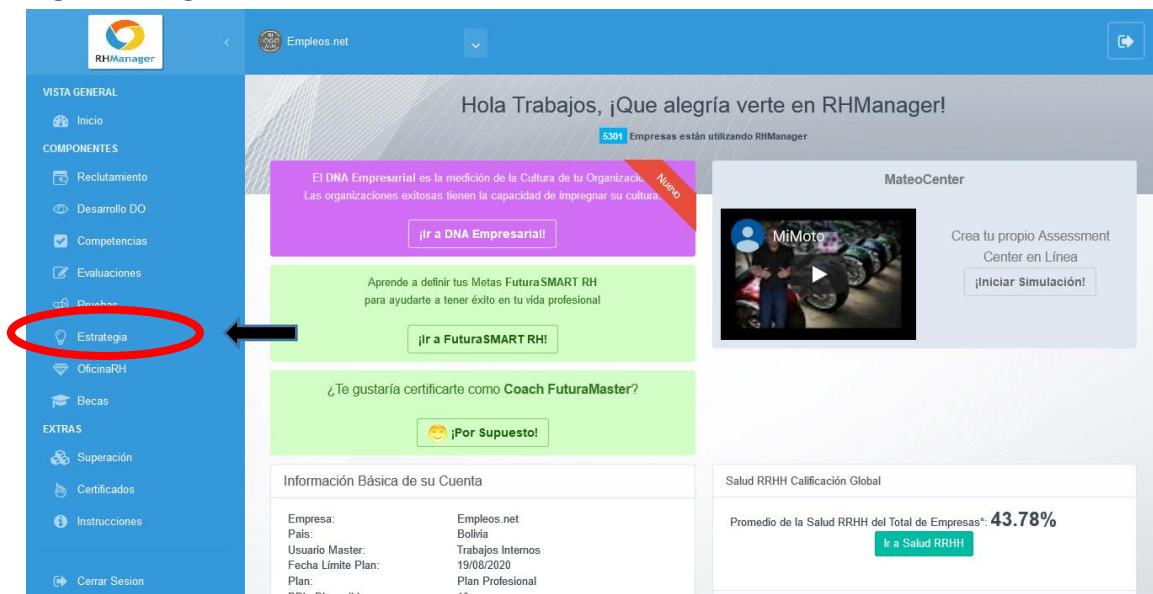 RHManager
Empleos.net
VISTA GENERAL
Inicio
COMPONENTES
Reclutamiento
Desarrollo DO
Competencias
Evaluaciones
Pruebas
Estrategia
OficinaRH
Becas
EXTRAS
Superación
Certificados
Instrucciones
Cerrar Sesion
Hola Trabajos, ¡Que alegría verte en RHManager!
5301 Empresas están utilizando RHManager
El DNA Empresarial es la medición de la Cultura de tu
Las organizaciones exitosas tienen la capacidad de impregnar su cultura.
Nuevo
¡Ir a DNA Empresarial!
Aprende a definir tus Metas FuturaSMART RH
para ayudarte a tener éxito en tu vida profesional
¡Ir a FuturaSMART RH!
¿Te gustaría certificarte como Coach FuturaMaster?
¡Por Supuesto!
MateoCenter
MiMoto
Crea tu propio Assessment
Center en Línea
¡Iniciar Simulación!
Información Básica de su Cuenta
Empresa: Empleos.net
Pais: Bolivia
Usuario Master: Trabajos Internos
Fecha Límite Plan: 19/08/2020
Plan: Plan Profesional
Salud RRHH Calificación Global
Promedio de la Salud RRHH del Total de Empresas*: 43.78%
Ir a Salud RRHH